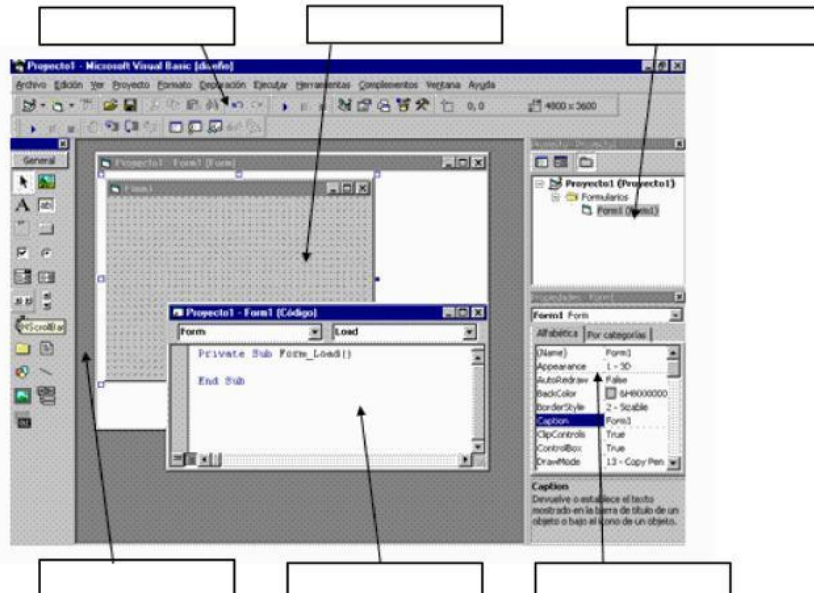 Proyecto1 - Microsoft Visual Basic [diseño]
Archivo Edición Ver Proyecto Formato Depuración Ejecutar Herramientas Complementos Ventana Ayuda
0,0 4800 x 3600
General
Proyecto1 - Form1 (Form)
Form1
Proyecto1 (Proyecto1)
Formularios
Form1 (Form1)
HScrollBar
Proyecto1 - Form1 (Código)
Form Load
Private Sub Form_Load()
End Sub
Propiedades - Form1
Form1 Form
Alfabética Por categorías
(Name) Form1
Appearance 1 - 3D
AutoRedraw False
BackColor &H8000000
BorderStyle 2 - Sizable
Caption Form1
ClipControls True
ControlBox True
DrawMode 13 - Copy Pen
Caption
Devuelve o establece el texto
mostrado en la barra de título de un
objeto o bajo el icono de un objeto.